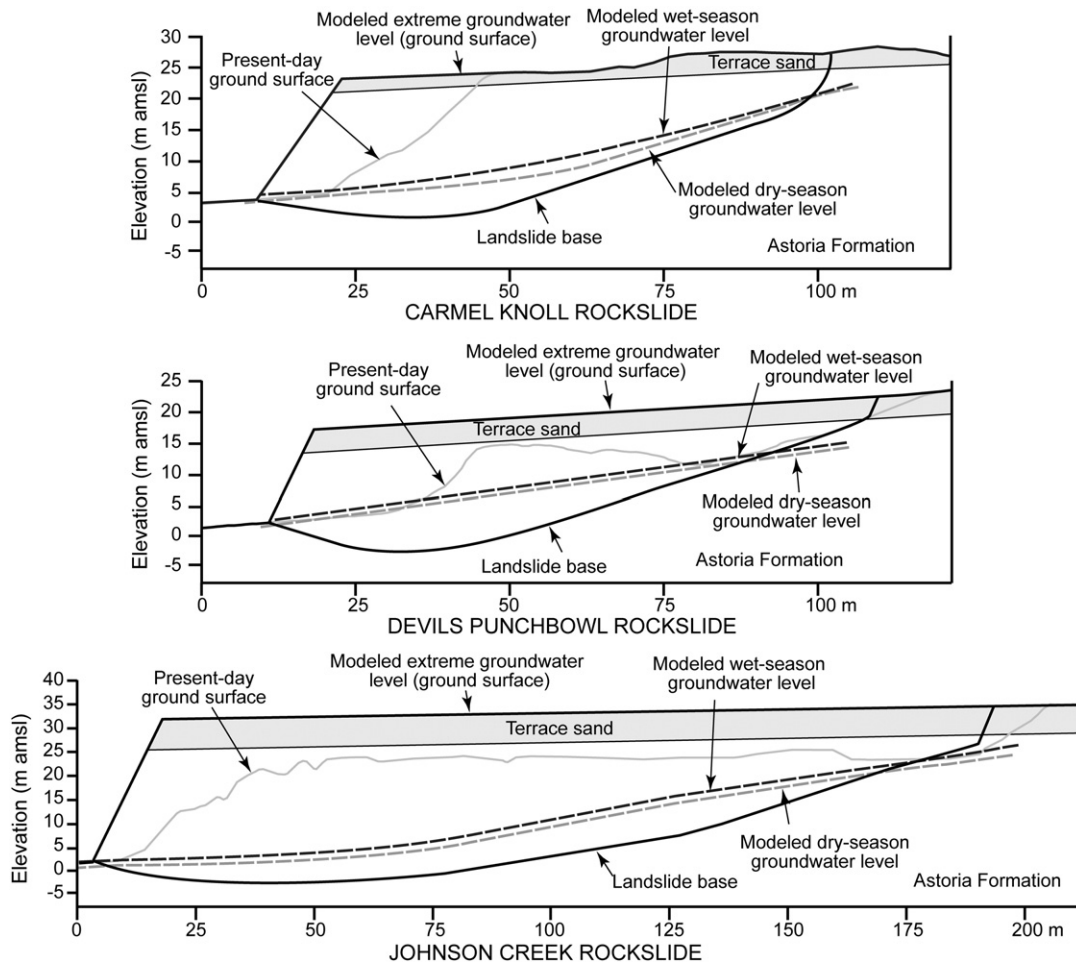 Modeled extreme groundwater
level (ground surface)
Modeled wet-season
groundwater level
Present-day
ground surface
Terrace sand
Elevation (m amsl)
30
25
20
15
10
5
0
-5
Modeled dry-season
groundwater level
Landslide base
Astoria Formation
0
25
50
75
100 m
CARMEL KNOLL ROCKSLIDE
Modeled extreme groundwater
level (ground surface)
Modeled wet-season
groundwater level
Present-day
ground surface
Terrace sand
Elevation (m amsl)
25
20
15
10
5
0
-5
Modeled dry-season
groundwater level
Landslide base
Astoria Formation
0
25
50
75
100 m
DEVILS PUNCHBOWL ROCKSLIDE
Modeled extreme groundwater
level (ground surface)
Modeled wet-season
groundwater level
Present-day
ground surface
Terrace sand
Elevation (m amsl)
40
35
30
25
20
15
10
5
0
-5
Modeled dry-season
groundwater level
Landslide base
Astoria Formation
0
25
50
75
100
125
150
175
200 m
JOHNSON CREEK ROCKSLIDE